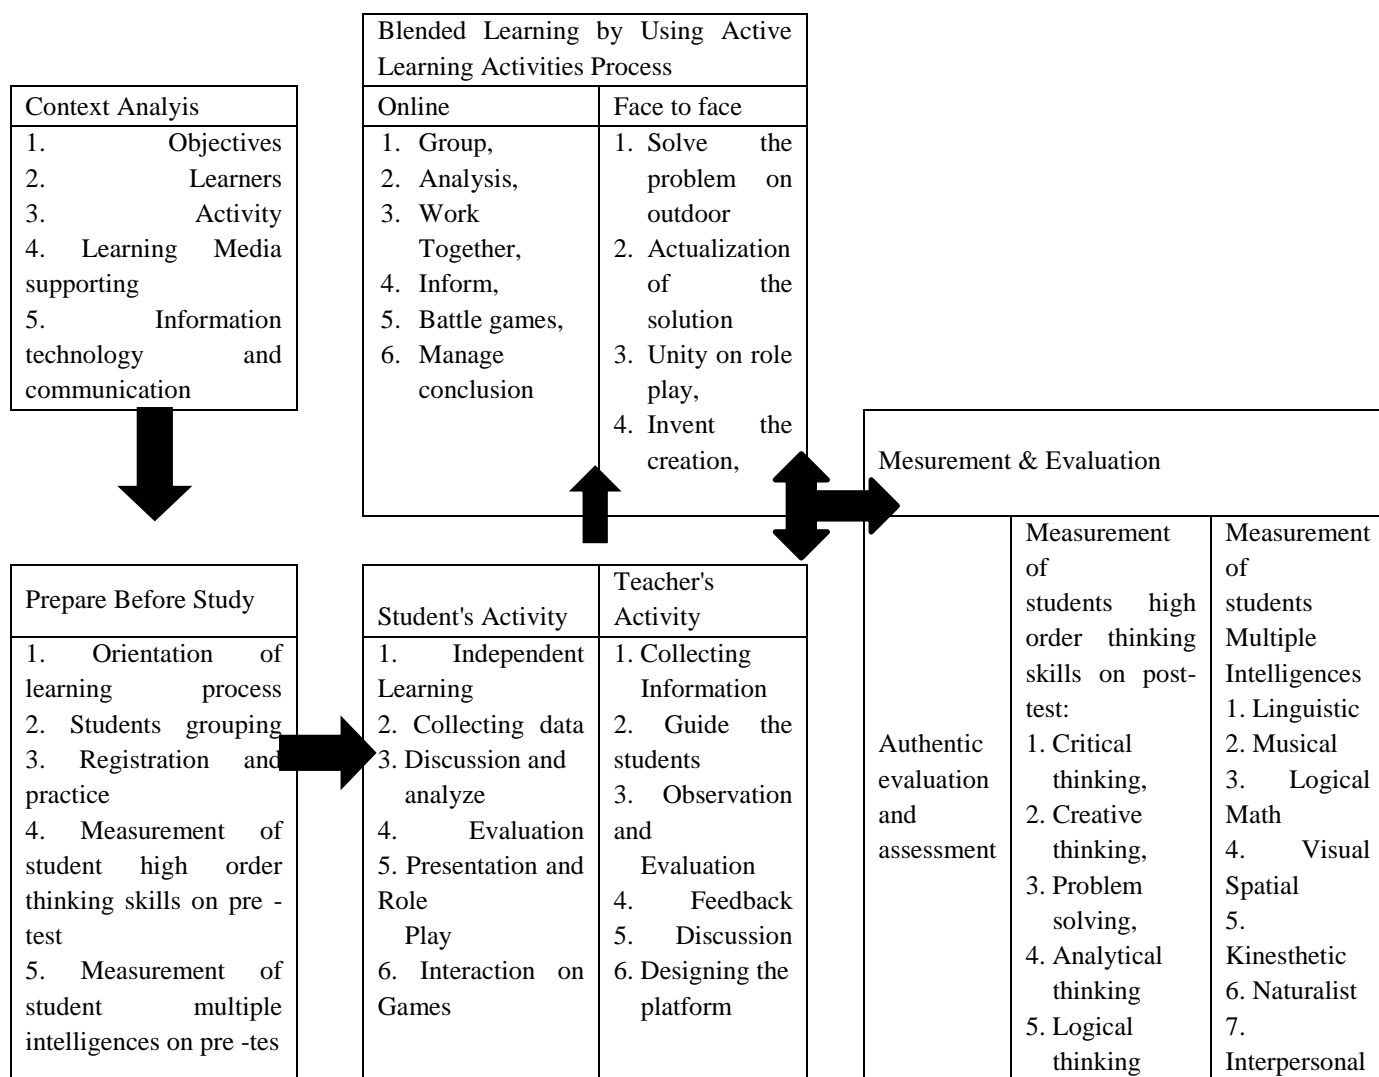 Blended Learning by Using Active
Learning Activities Process
Context Analyis
1. Objectives
2. Learners
3. Activity
4. Learning Media
supporting
5. Information
technology and
communication
Online
1. Group,
2. Analysis,
3. Work
Together,
4. Inform,
5. Battle games,
6. Manage
conclusion
Face to face
1. Solve the
problem on
outdoor
2. Actualization
of the
solution
3. Unity on role
play,
4. Invent the
creation,
Prepare Before Study
1. Orientation of
learning process
2. Students grouping
3. Registration and
practice
4. Measurement of
student high order
thinking skills on pre -
test
5. Measurement of
student multiple
intelligences on pre -tes
Student's Activity
1. Independent
Learning
2. Collecting data
3. Discussion and
analyze
4. Evaluation
5. Presentation and
Role
Play
6. Interaction on
Games
Teacher's
Activity
1. Collecting
Information
2. Guide the
students
3. Observation
and
Evaluation
4. Feedback
5. Discussion
6. Designing the
platform
Mesurement & Evaluation
Authentic
evaluation
and
assessment
Measurement
of
students high
order thinking
skills on post-
test:
1. Critical
thinking,
2. Creative
thinking,
3. Problem
solving,
4. Analytical
thinking
5. Logical
thinking
Measurement
of
students
Multiple
Intelligences
1. Linguistic
2. Musical
3. Logical
Math
4. Visual
Spatial
5.
Kinesthetic
6. Naturalist
7.
Interpersonal